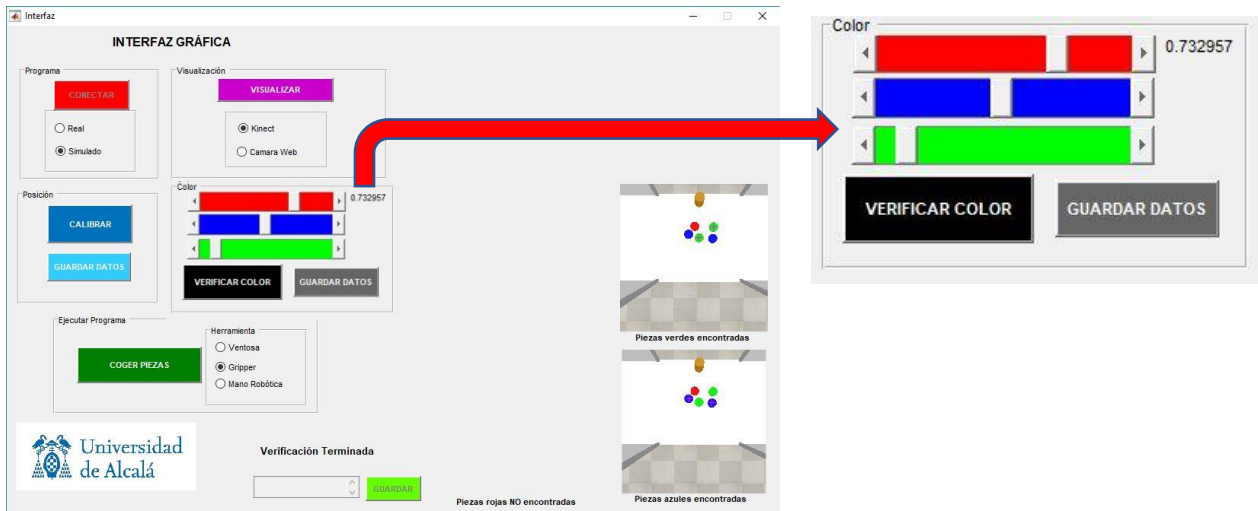 Interfaz
INTERFAZ GRÁFICA
Programa
CONECTAR
Real
Simulado
Visualización
VISUALIZAR
Kinect
Camara Web
Posición
CALIBRAR
GUARDAR DATOS
Color
0.732957
VERIFICAR COLOR
GUARDAR DATOS
Ejecutar Programa
COGER PIEZAS
Herramienta
Ventosa
Gripper
Mano Robótica
Universidad
de Alcalá
Verificación Terminada
GUARDAR
Piezas rojas NO encontradas
Piezas verdes encontradas
Piezas azules encontradas
Color
0.732957
VERIFICAR COLOR
GUARDAR DATOS